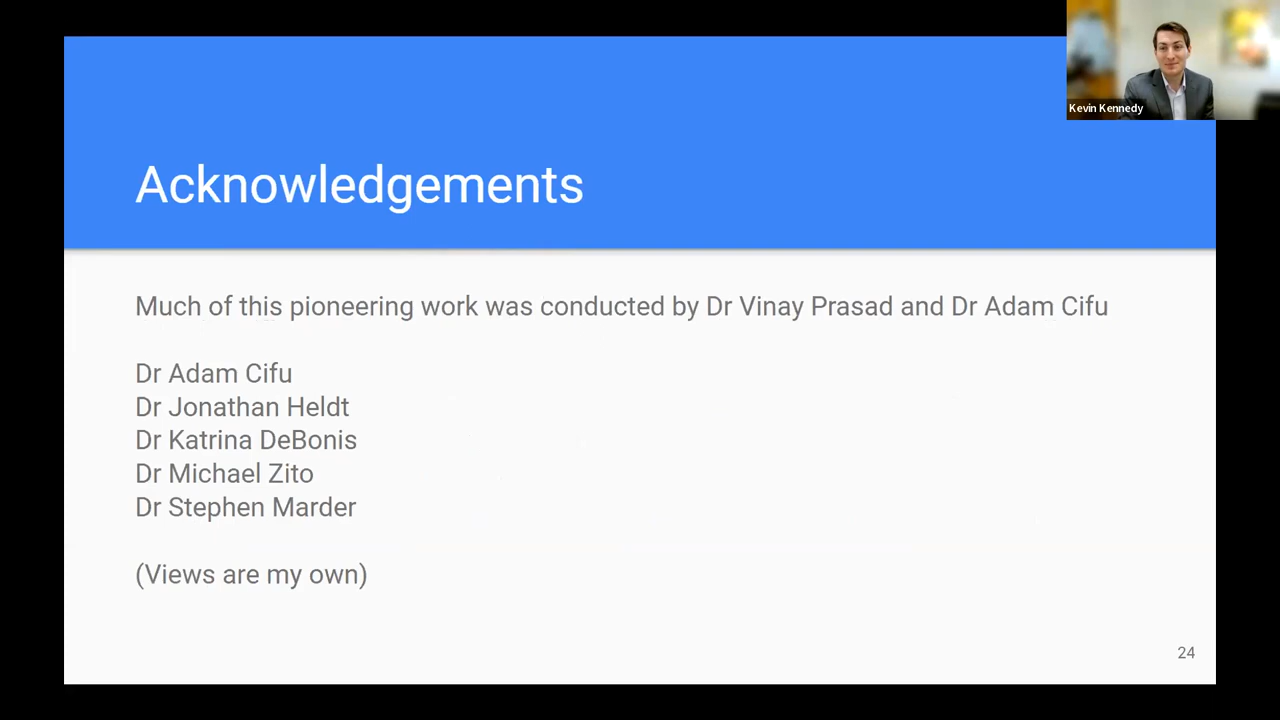 Kevin Kennedy
Acknowledgements
Much of this pioneering work was conducted by Dr Vinay Prasad and Dr Adam Cifu
Dr Adam Cifu
Dr Jonathan Heldt
Dr Katrina DeBonis
Dr Michael Zito
Dr Stephen Marder
(Views are my own)
24